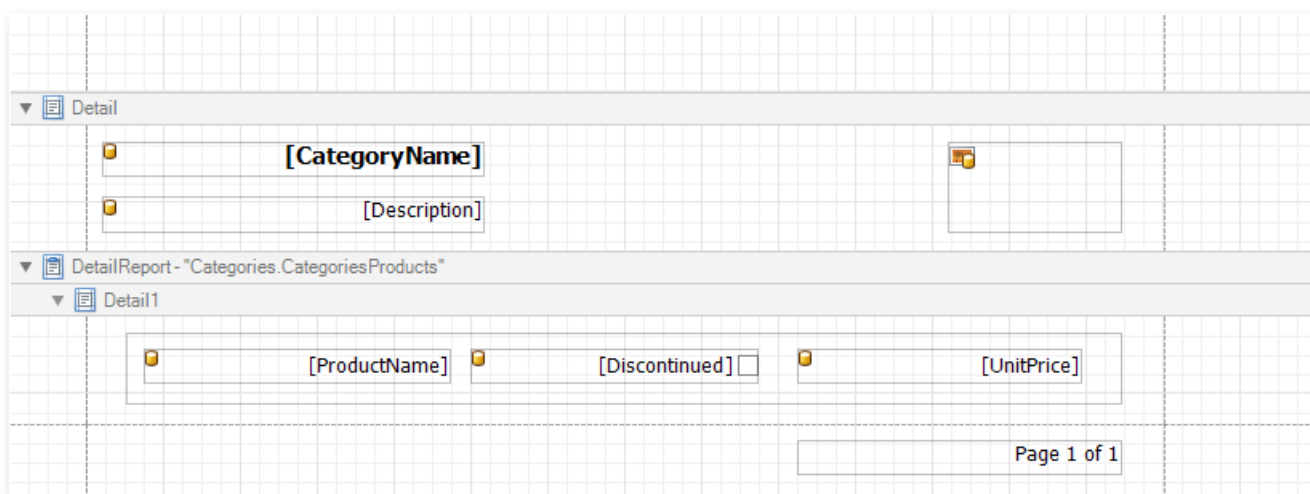 Detail
[CategoryName]
[Description]
DetailReport - "Categories.CategoriesProducts"
Detail1
[ProductName] [Discontinued] [UnitPrice]
Page 1 of 1